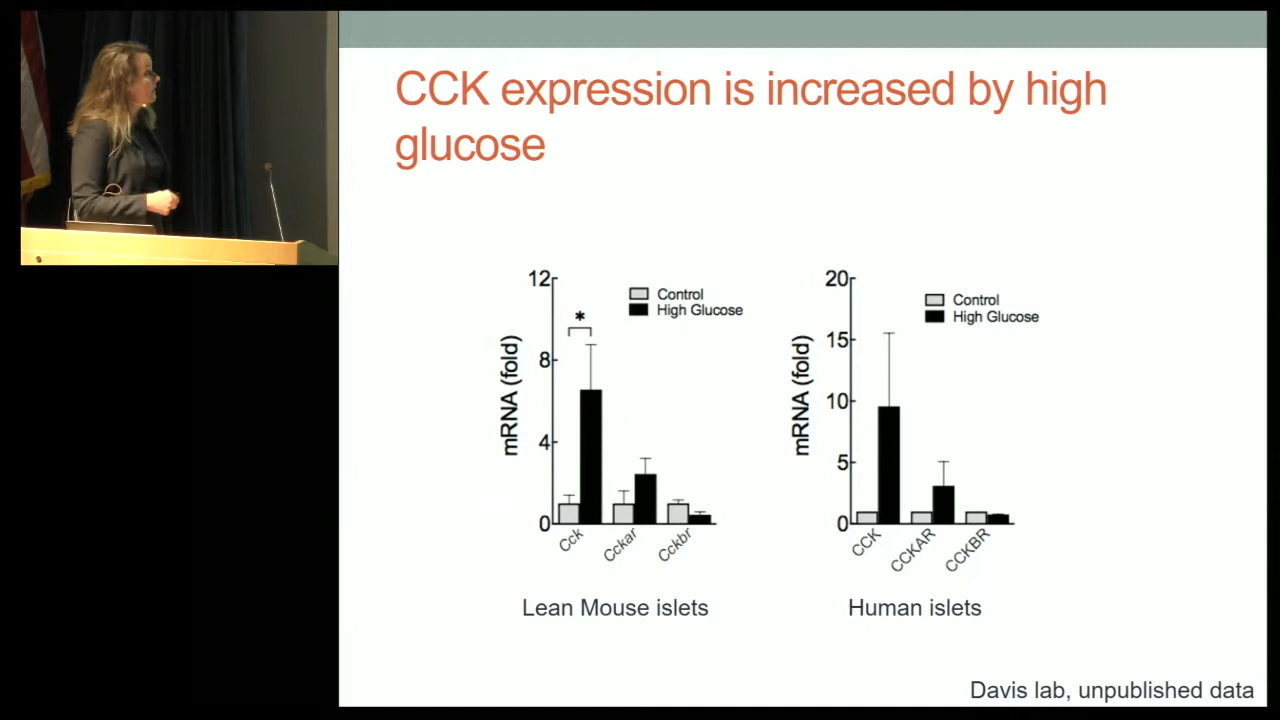 CCK expression is increased by high
glucose
12
8
4
0
mRNA (fold)
*
Control
High Glucose
Cck
Cckar
Cckbr
Lean Mouse islets
20
15
10
5
0
mRNA (fold)
Control
High Glucose
CCK
CCKAR
CCKBR
Human islets
Davis lab, unpublished data